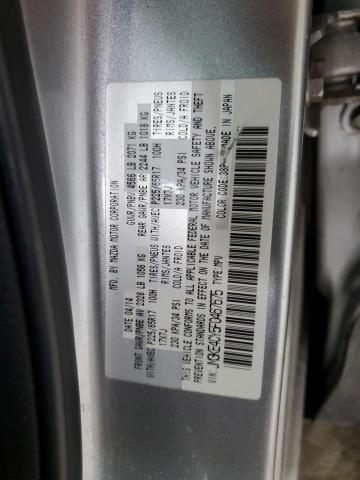 MFD. BY MAZDA MOTOR CORPORATION
04/14 GVWR/PNBV 4566 LB 2071 KG
FRONT GAWR/PNBE AV 2328 LB 1056 KG REAR GAWR/PNBE AR 2244 LB 1018 KG
TIRES/PNEUS WITH/AVEC P225/65R17 100H TIRES/PNEUS WITH/AVEC P225/65R17 100H
RIMS/JANTES 17X7J RIMS/JANTES 17X7J
COLD/A FROID 230 KPA/34 PSI COLD/A FROID 230 KPA/34 PSI
THIS VEHICLE CONFORMS TO ALL APPLICABLE FEDERAL MOTOR VEHICLE SAFETY AND THEFT
PREVENTION STANDARDS IN EFFECT ON THE DATE OF MANUFACTURE SHOWN ABOVE.
VIN: TYPE: MPV COLOR CODE: 38P MADE IN JAPAN